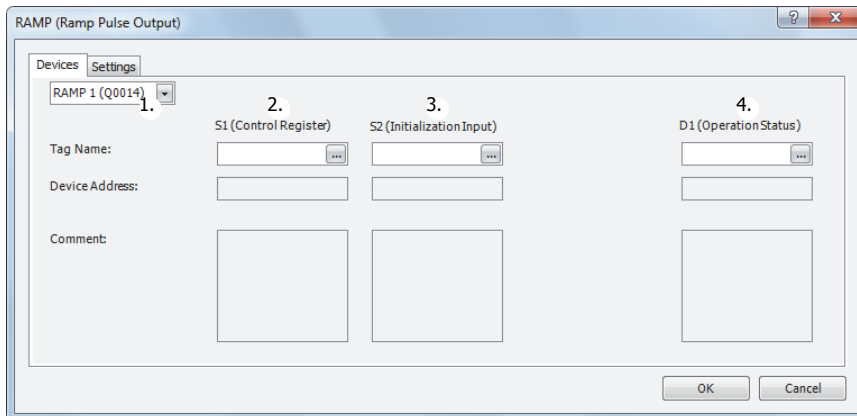 RAMP (Ramp Pulse Output)
Devices Settings
RAMP 1 (Q0014)
1. 2. 3. 4.
S1 (Control Register) S2 (Initialization Input) D1 (Operation Status)
Tag Name: ... ... ...
Device Address:
Comment:
OK Cancel